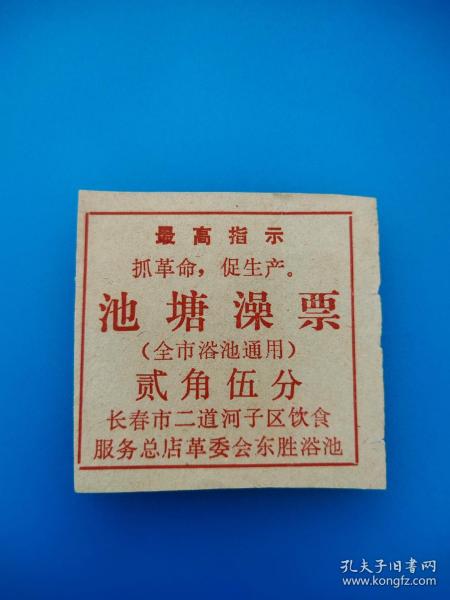 最高指示
抓革命，促生产。
池塘澡票
（全市浴池通用）
贰角伍分
长春市二道河子区饮食
服务总店革委会东胜浴池
孔夫子旧书网
www.kongfz.com